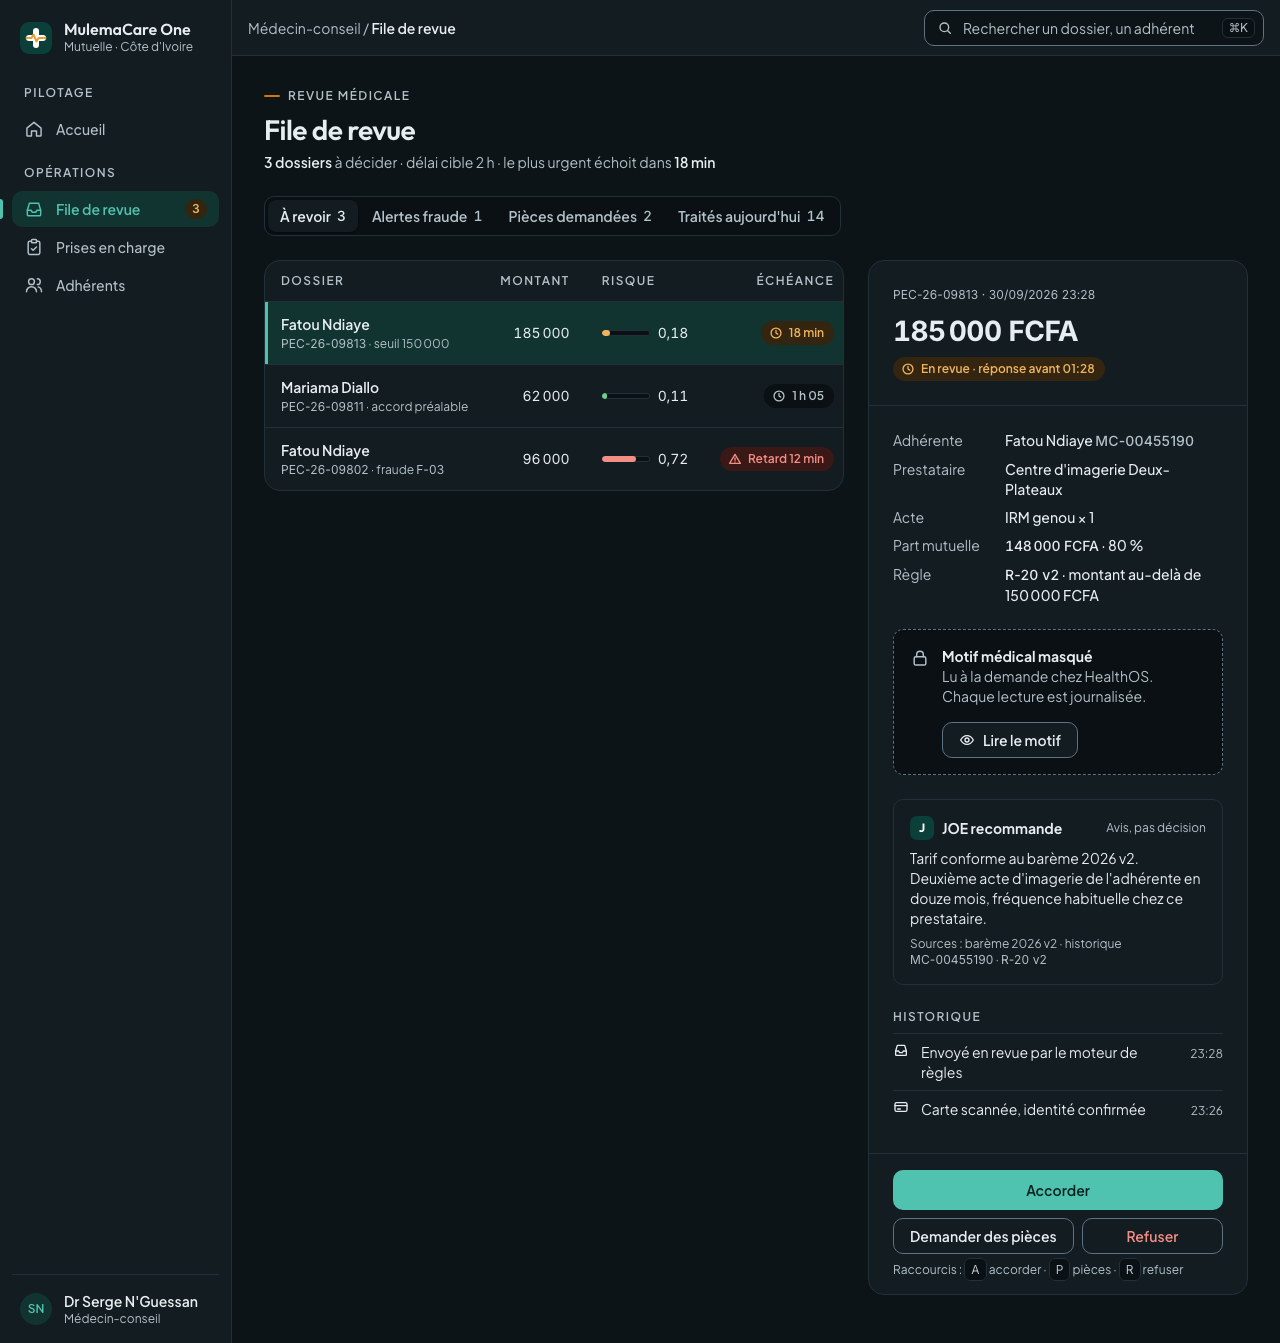 MulemaCare One
Mutuelle · Côte d'Ivoire
PILOTAGE
Accueil
OPÉRATIONS
File de revue 3
Prises en charge
Adhérents
Dr Serge N'Guessan
SN
Médecin-conseil
Médecin-conseil / File de revue
Rechercher un dossier, un adhérent ⌘K
REVUE MÉDICALE
File de revue
3 dossiers à décider · délai cible 2 h · le plus urgent échoit dans 18 min
À revoir 3 Alertes fraude 1 Pièces demandées 2 Traités aujourd'hui 14
DOSSIER MONTANT RISQUE ÉCHÉANCE
Fatou Ndiaye
PEC-26-09813 · seuil 150 000
185 000 0,18 18 min
Mariama Diallo
PEC-26-09811 · accord préalable
62 000 0,11 1 h 05
Fatou Ndiaye
PEC-26-09802 · fraude F-03
96 000 0,72 Retard 12 min
PEC-26-09813 · 30/09/2026 23:28
185 000 FCFA
En revue · réponse avant 01:28
Adhérente Fatou Ndiaye MC-00455190
Prestataire Centre d'imagerie Deux-
Plateaux
Acte IRM genou × 1
Part mutuelle 148 000 FCFA · 80 %
Règle R-20 v2 · montant au-delà de
150 000 FCFA
Motif médical masqué
Lu à la demande chez HealthOS.
Chaque lecture est journalisée.
Lire le motif
J JOE recommande Avis, pas décision
Tarif conforme au barème 2026 v2.
Deuxième acte d'imagerie de l'adhérente en
douze mois, fréquence habituelle chez ce
prestataire.
Sources : barème 2026 v2 · historique
MC-00455190 · R-20 v2
HISTORIQUE
Envoyé en revue par le moteur de 23:28
règles
Carte scannée, identité confirmée 23:26
Accorder
Demander des pièces Refuser
Raccourcis : A accorder · P pièces · R refuser